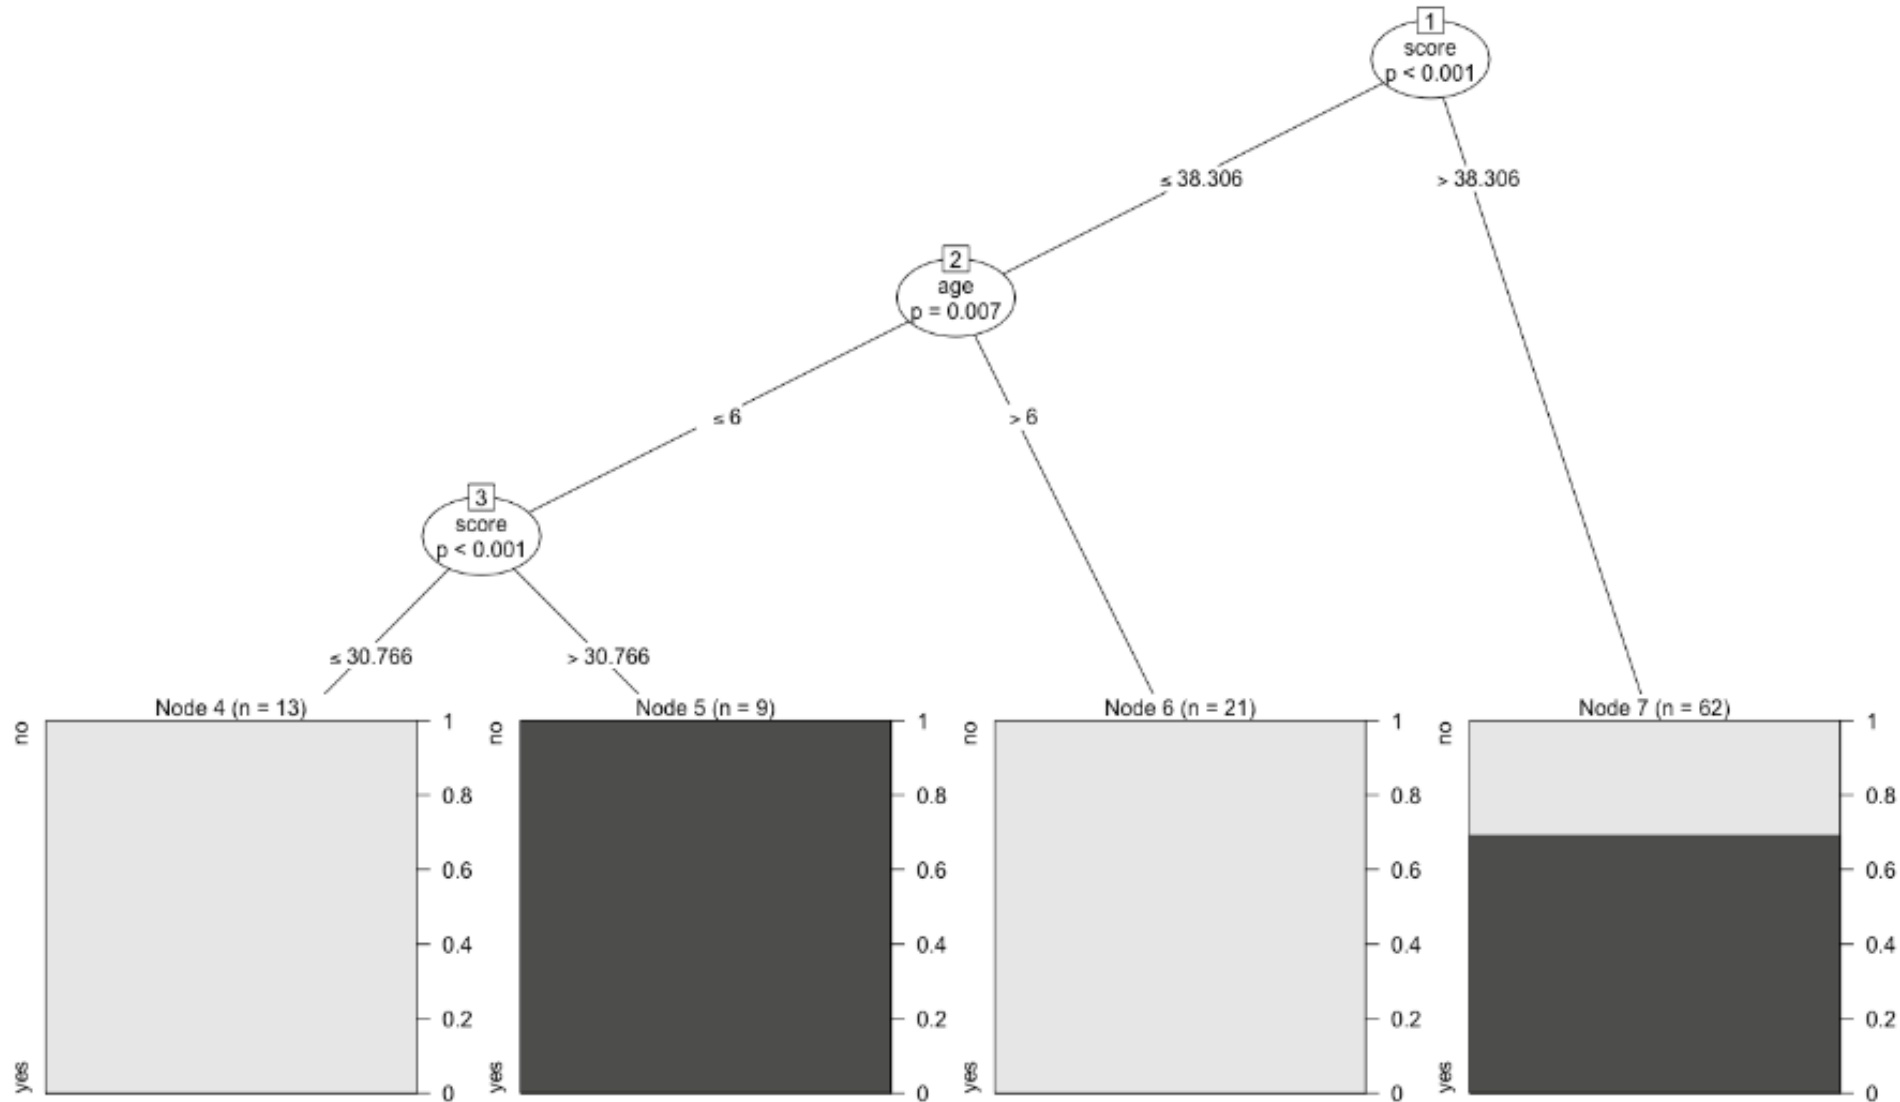 1
score
p < 0.001
≤ 38.306
> 38.306
2
age
p = 0.007
≤ 6
> 6
3
score
p < 0.001
≤ 30.766
> 30.766
Node 4 (n = 13)
no
yes
1
0.8
0.6
0.4
0.2
0
Node 5 (n = 9)
no
yes
1
0.8
0.6
0.4
0.2
0
Node 6 (n = 21)
no
yes
1
0.8
0.6
0.4
0.2
0
Node 7 (n = 62)
no
yes
1
0.8
0.6
0.4
0.2
0